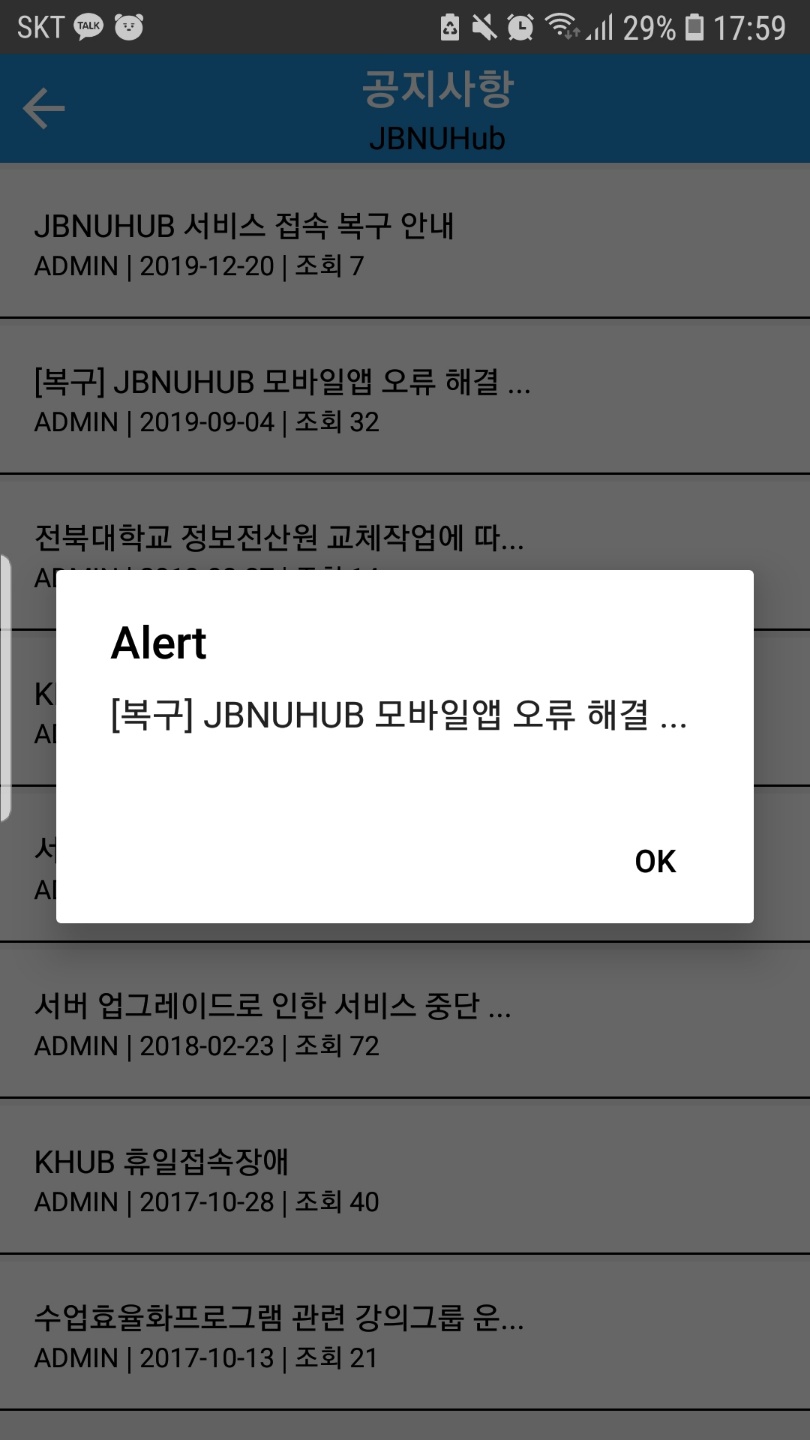 SKT TALK 29% 17:59
공지사항
JBNUHub
JBNUHUB 서비스 접속 복구 안내
ADMIN | 2019-12-20 | 조회 7
[복구] JBNUHUB 모바일앱 오류 해결 ...
ADMIN | 2019-09-04 | 조회 32
전북대학교 정보전산원 교체작업에 따...
Alert
[복구] JBNUHUB 모바일앱 오류 해결 ...
OK
서버 업그레이드로 인한 서비스 중단 ...
ADMIN | 2018-02-23 | 조회 72
KHUB 휴일접속장애
ADMIN | 2017-10-28 | 조회 40
수업효율화프로그램 관련 강의그룹 운...
ADMIN | 2017-10-13 | 조회 21